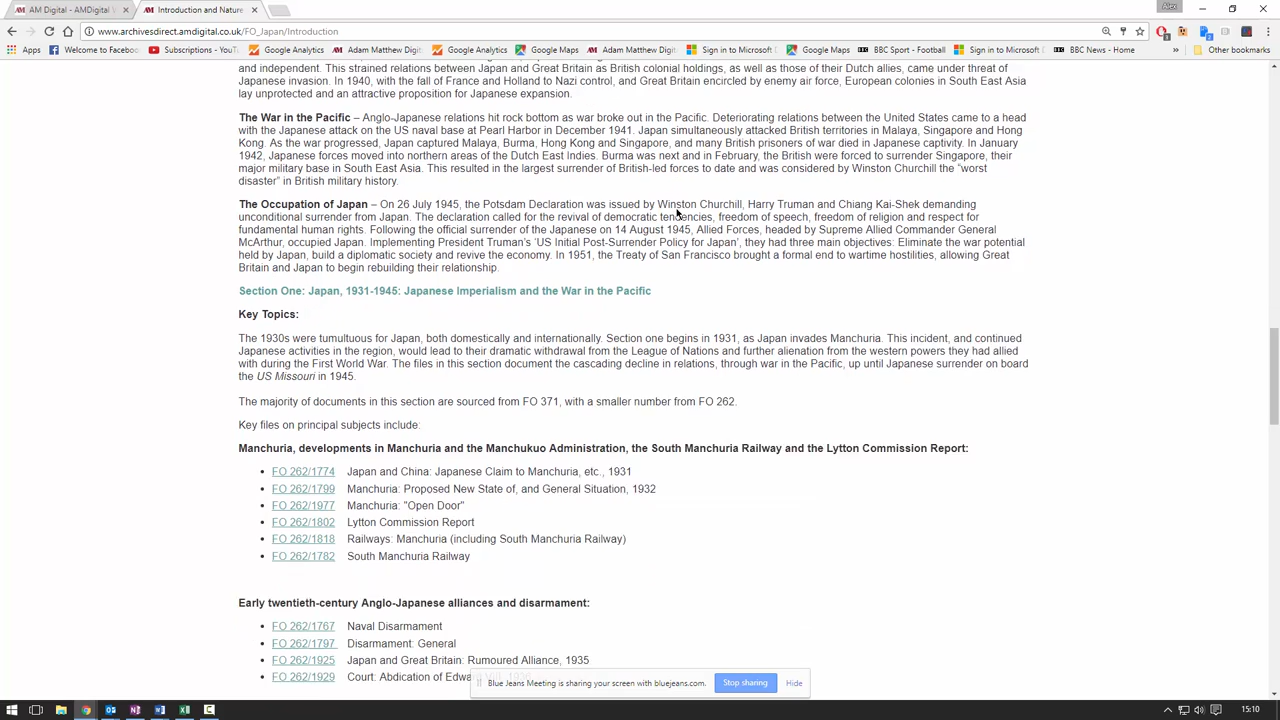 AM Digital - AMDigital
Introduction and Nature
Alex
www.archivesdirect.amdigital.co.uk/FO_Japan/Introduction
Apps Welcome to Faceboo Subscriptions - YouTu Google Analytics Adam Matthew Digit Google Analytics Google Maps Adam Matthew Digit Sign in to Microsoft Google Maps BBC Sport - Football Sign in to Microsoft BBC News - Home » Other bookmarks
and independent. This strained relations between Japan and Great Britain as British colonial holdings, as well as those of their Dutch allies, came under threat of
Japanese invasion. In 1940, with the fall of France and Holland to Nazi control, and Great Britain encircled by enemy air force, European colonies in South East Asia
lay unprotected and an attractive proposition for Japanese expansion.
The War in the Pacific – Anglo-Japanese relations hit rock bottom as war broke out in the Pacific. Deteriorating relations between the United States came to a head
with the Japanese attack on the US naval base at Pearl Harbor in December 1941. Japan simultaneously attacked British territories in Malaya, Singapore and Hong
Kong. As the war progressed, Japan captured Malaya, Burma, Hong Kong and Singapore, and many British prisoners of war died in Japanese captivity. In January
1942, Japanese forces moved into northern areas of the Dutch East Indies. Burma was next and in February, the British were forced to surrender Singapore, their
major military base in South East Asia. This resulted in the largest surrender of British-led forces to date and was considered by Winston Churchill the “worst
disaster” in British military history.
The Occupation of Japan – On 26 July 1945, the Potsdam Declaration was issued by Winston Churchill, Harry Truman and Chiang Kai-Shek demanding
unconditional surrender from Japan. The declaration called for the revival of democratic tendencies, freedom of speech, freedom of religion and respect for
fundamental human rights. Following the official surrender of the Japanese on 14 August 1945, Allied Forces, headed by Supreme Allied Commander General
McArthur, occupied Japan. Implementing President Truman’s ‘US Initial Post-Surrender Policy for Japan’, they had three main objectives: Eliminate the war potential
held by Japan, build a diplomatic society and revive the economy. In 1951, the Treaty of San Francisco brought a formal end to wartime hostilities, allowing Great
Britain and Japan to begin rebuilding their relationship.
Section One: Japan, 1931-1945: Japanese Imperialism and the War in the Pacific
Key Topics:
The 1930s were tumultuous for Japan, both domestically and internationally. Section one begins in 1931, as Japan invades Manchuria. This incident, and continued
Japanese activities in the region, would lead to their dramatic withdrawal from the League of Nations and further alienation from the western powers they had allied
with during the First World War. The files in this section document the cascading decline in relations, through war in the Pacific, up until Japanese surrender on board
the US Missouri in 1945.
The majority of documents in this section are sourced from FO 371, with a smaller number from FO 262.
Key files on principal subjects include:
Manchuria, developments in Manchuria and the Manchukuo Administration, the South Manchuria Railway and the Lytton Commission Report:
• FO 262/1774 Japan and China: Japanese Claim to Manchuria, etc., 1931
• FO 262/1799 Manchuria: Proposed New State of, and General Situation, 1932
• FO 262/1977 Manchuria: "Open Door"
• FO 262/1802 Lytton Commission Report
• FO 262/1818 Railways: Manchuria (including South Manchuria Railway)
• FO 262/1782 South Manchuria Railway
Early twentieth-century Anglo-Japanese alliances and disarmament:
• FO 262/1767 Naval Disarmament
• FO 262/1797 Disarmament: General
• FO 262/1925 Japan and Great Britain: Rumoured Alliance, 1935
• FO 262/1929 Court: Abdication of Edwa
Blue Jeans Meeting is sharing your screen with bluejeans.com. Stop sharing Hide
15:10